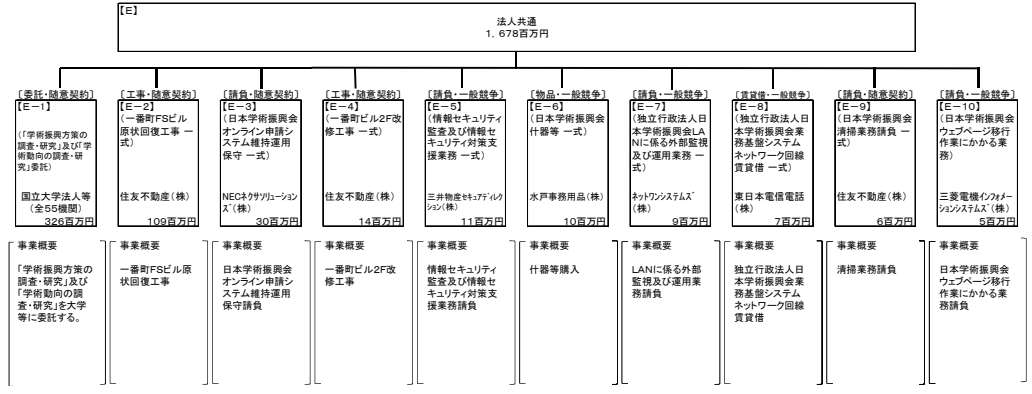 【E】
法人共通
1，678百万円
［委託・随意契約］
【E－1】
（「学術振興方策の
調査・研究」及び「学
術動向の調査・研
究」委託）
国立大学法人等
（全55機関）
326百万円
［工事・随意契約］
【E－2】
（一番町FSビル
原状回復工事 一
式）
住友不動産（株）
109百万円
［請負・随意契約］
【E－3】
（日本学術振興会
オンライン申請シ
ステム維持運用
保守 一式）
NECネクサソリューション
ズ（株）
30百万円
［工事・随意契約］
【E－4】
（一番町ビル2F改
修工事 一式）
住友不動産（株）
14百万円
［請負・一般競争］
【E－5】
（情報セキュリティ
監査及び情報セ
キュリティ対策支
援業務 一式）
三井物産セキュアディレク
ション（株）
11百万円
［物品・一般競争］
【E－6】
（日本学術振興会
什器等 一式）
水戸事務用品（株）
10百万円
［請負・一般競争］
【E－7】
（独立行政法人日
本学術振興会LA
Nに係る外部監視
及び運用業務 一
式）
ネットワンシステムズ
（株）
9百万円
［賃貸借・一般競争］
【E－8】
（独立行政法人日
本学術振興会業
務基盤システム
ネットワーク回線
賃貸借 一式）
東日本電信電話
（株）
7百万円
［請負・随意契約］
【E－9】
（日本学術振興会
清掃業務請負 一
式）
住友不動産（株）
6百万円
［請負・一般競争］
【E－10】
（日本学術振興会
ウェブページ移行
作業にかかる業
務）
三菱電機インフォメー
ションシステムズ（株）
5百万円
事業概要
「学術振興方策の
調査・研究」及び
「学術動向の調
査・研究」を大学
等に委託する。
事業概要
一番町FSビル原
状回復工事
事業概要
日本学術振興会
オンライン申請シ
ステム維持運用
保守請負
事業概要
一番町ビル2F改
修工事
事業概要
情報セキュリティ
監査及び情報セ
キュリティ対策支
援業務請負
事業概要
什器等購入
事業概要
LANに係る外部
監視及び運用業
務請負
事業概要
独立行政法人日
本学術振興会業
務基盤システム
ネットワーク回線
賃貸借
事業概要
清掃業務請負
事業概要
日本学術振興会
ウェブページ移行
作業にかかる業
務請負